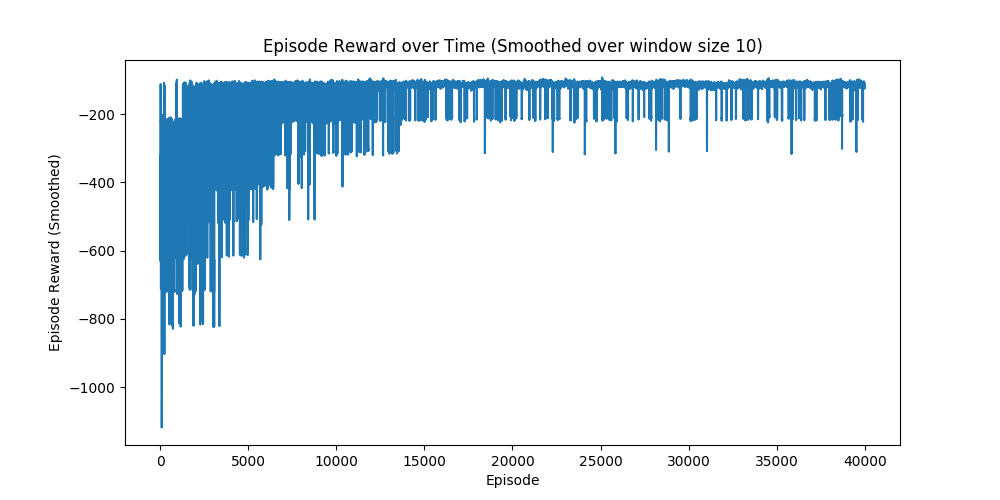 Episode Reward over Time (Smoothed over window size 10)
Episode Reward (Smoothed)
−200
−400
−600
−800
−1000
0 5000 10000 15000 20000 25000 30000 35000 40000
Episode